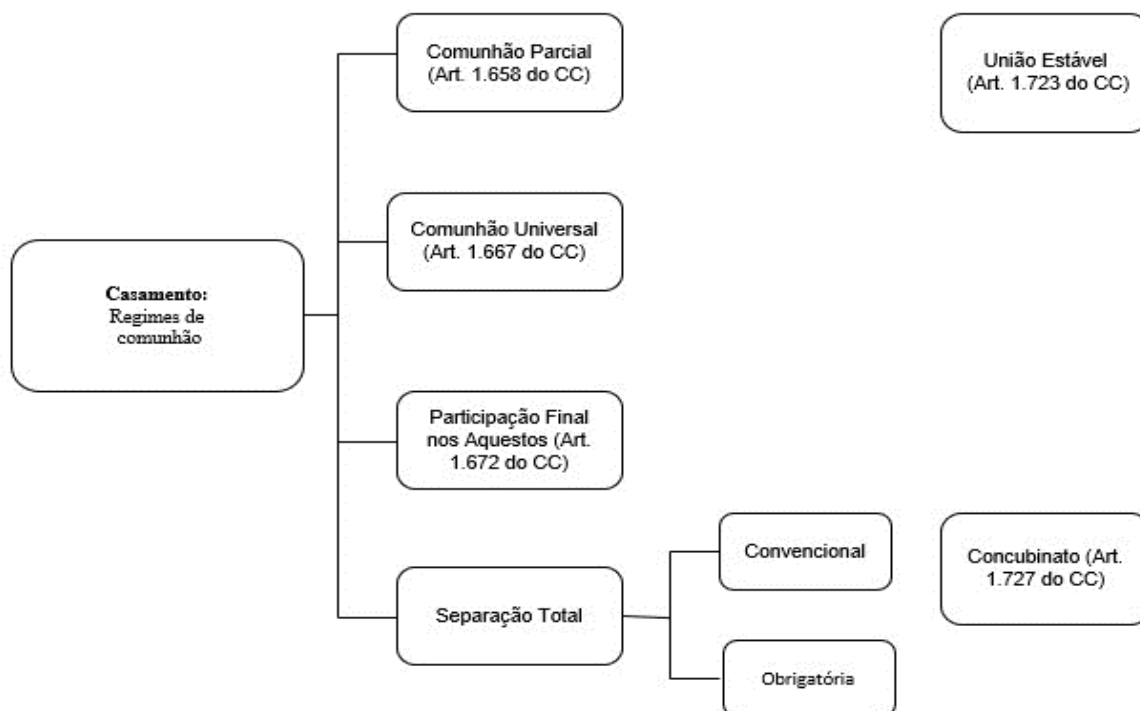 Comunhão Parcial
(Art. 1.658 do CC)
União Estável
(Art. 1.723 do CC)
Comunhão Universal
(Art. 1.667 do CC)
Casamento:
Regimes de
comunhão
Participação Final
nos Aquestos (Art.
1.672 do CC)
Convencional
Concubinato (Art.
1.727 do CC)
Separação Total
Obrigatória